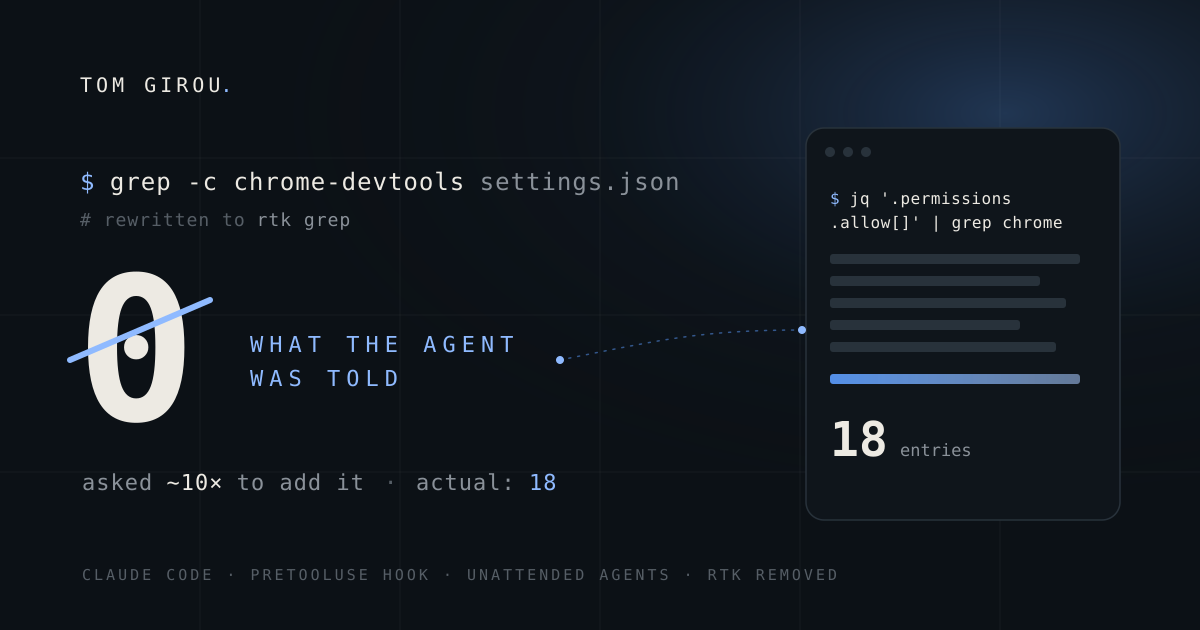 TOM GIROU.
$ grep -c chrome-devtools settings.json
# rewritten to rtk grep
0
WHAT THE AGENT
WAS TOLD
asked ~10× to add it · actual: 18
$ jq '.permissions
.allow[]' | grep chrome
18 entries
CLAUDE CODE · PRETOOLUSE HOOK · UNATTENDED AGENTS · RTK REMOVED